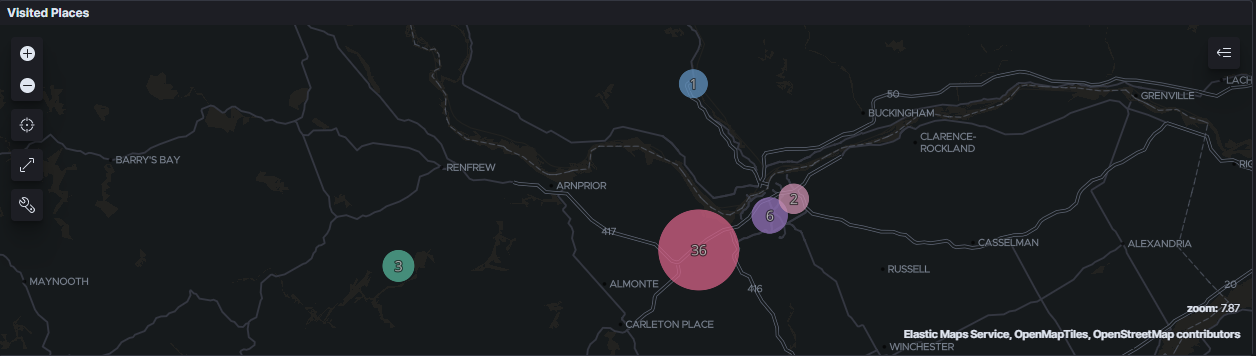 Visited Places
1
LACH
50
GRENVILLE
BUCKINGHAM
CLARENCE-
ROCKLAND
BARRY'S BAY
RENFREW
RIC
ARNPRIOR
2
6
417
36
CASSELMAN
ALEXANDRIA
3
RUSSELL
MAYNOOTH
ALMONTE
416
20
zoom: 7.87
CARLETON PLACE
Elastic Maps Service, OpenMapTiles, OpenStreetMap contributors
WINCHESTER